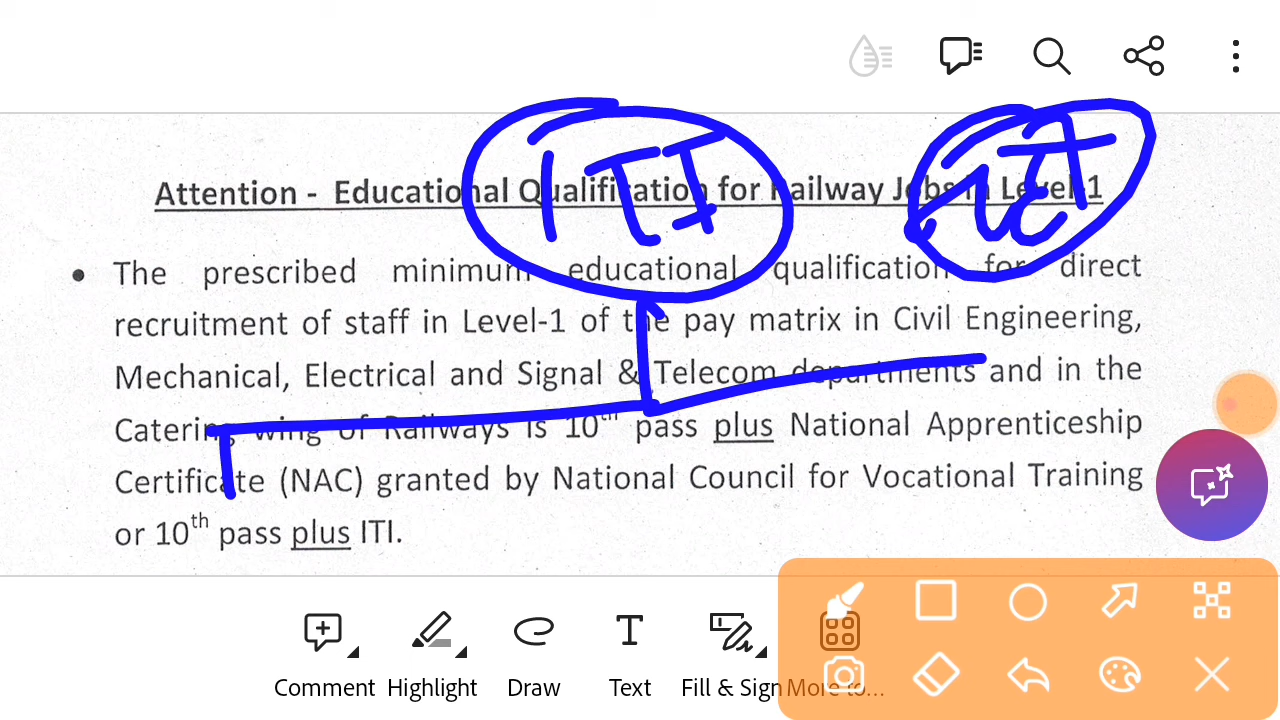 ITI
Attention - Educational Qualification for Railway Jobs in Level-1
• The prescribed minimum educational qualification for direct
recruitment of staff in Level-1 of the pay matrix in Civil Engineering,
Mechanical, Electrical and Signal & Telecom departments and in the
Catering wing of Railways is 10th pass plus National Apprenticeship
Certificate (NAC) granted by National Council for Vocational Training
or 10th pass plus ITI.
Comment Highlight Draw Text Fill & Sign More to...